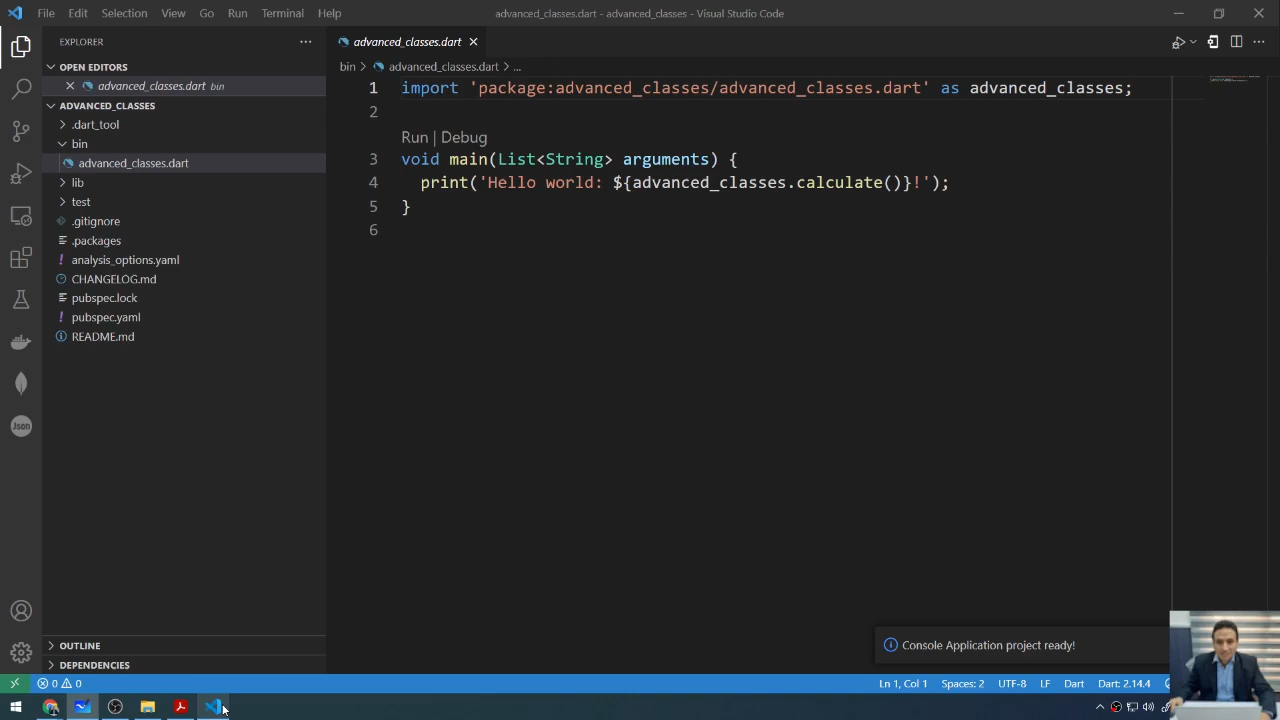 File Edit Selection View Go Run Terminal Help
advanced_classes.dart - advanced_classes - Visual Studio Code
EXPLORER
OPEN EDITORS
advanced_classes.dart bin
ADVANCED_CLASSES
.dart_tool
bin
advanced_classes.dart
lib
test
.gitignore
.packages
analysis_options.yaml
CHANGELOG.md
pubspec.lock
pubspec.yaml
README.md
OUTLINE
DEPENDENCIES
advanced_classes.dart
bin > advanced_classes.dart > ...
1 import 'package:advanced_classes/advanced_classes.dart' as advanced_classes;
2
Run | Debug
3 void main(List<String> arguments) {
4 print('Hello world: ${advanced_classes.calculate()}!');
5 }
6
Console Application project ready!
0 0
Ln 1, Col 1 Spaces: 2 UTF-8 LF Dart Dart: 2.14.4
Json